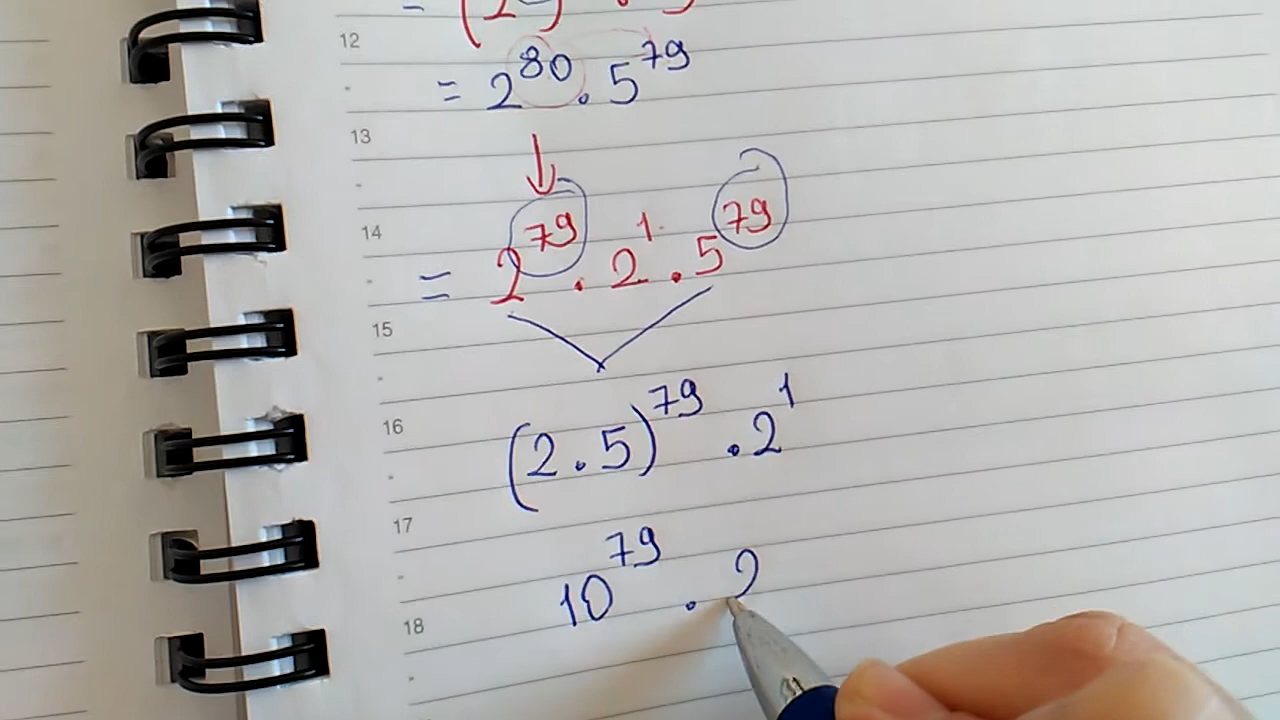 12
= 2^80 . 5^79
13
14
= 2^79 . 2^1 . 5^79
15
16
(2 . 5)^79 . 2^1
17
10^79 . 2
18